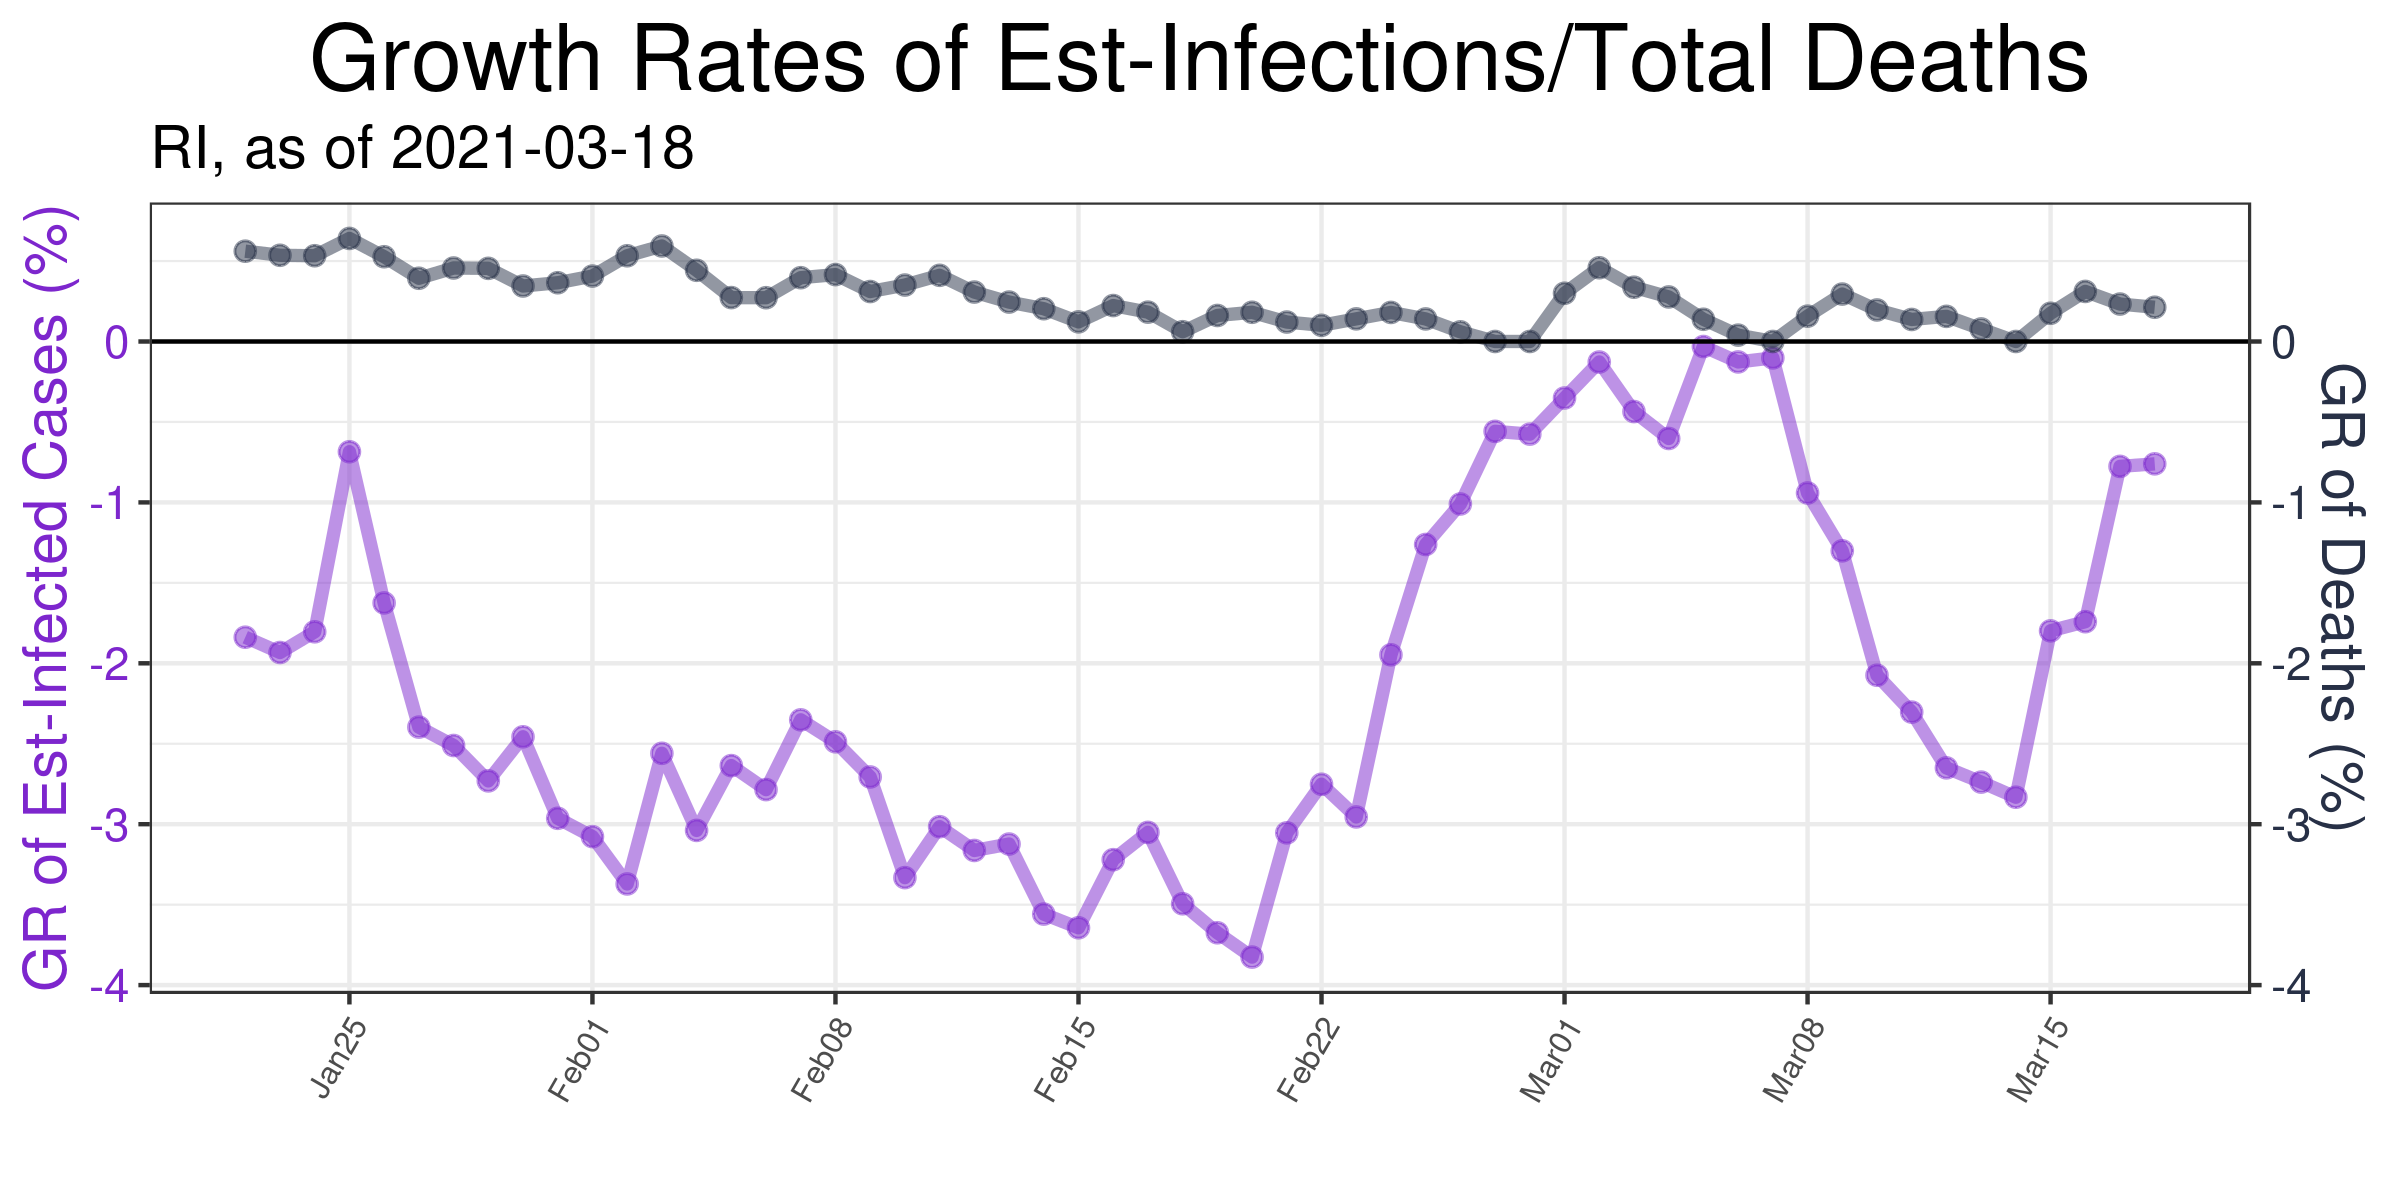 Growth Rates of Est-Infections/Total Deaths
RI, as of 2021-03-18
GR of Est-Infected Cases (%)
0
-1
-2
-3
-4
0
-1
-2
-3
-4
GR of Deaths (%)
Jan25
Feb01
Feb08
Feb15
Feb22
Mar01
Mar08
Mar15